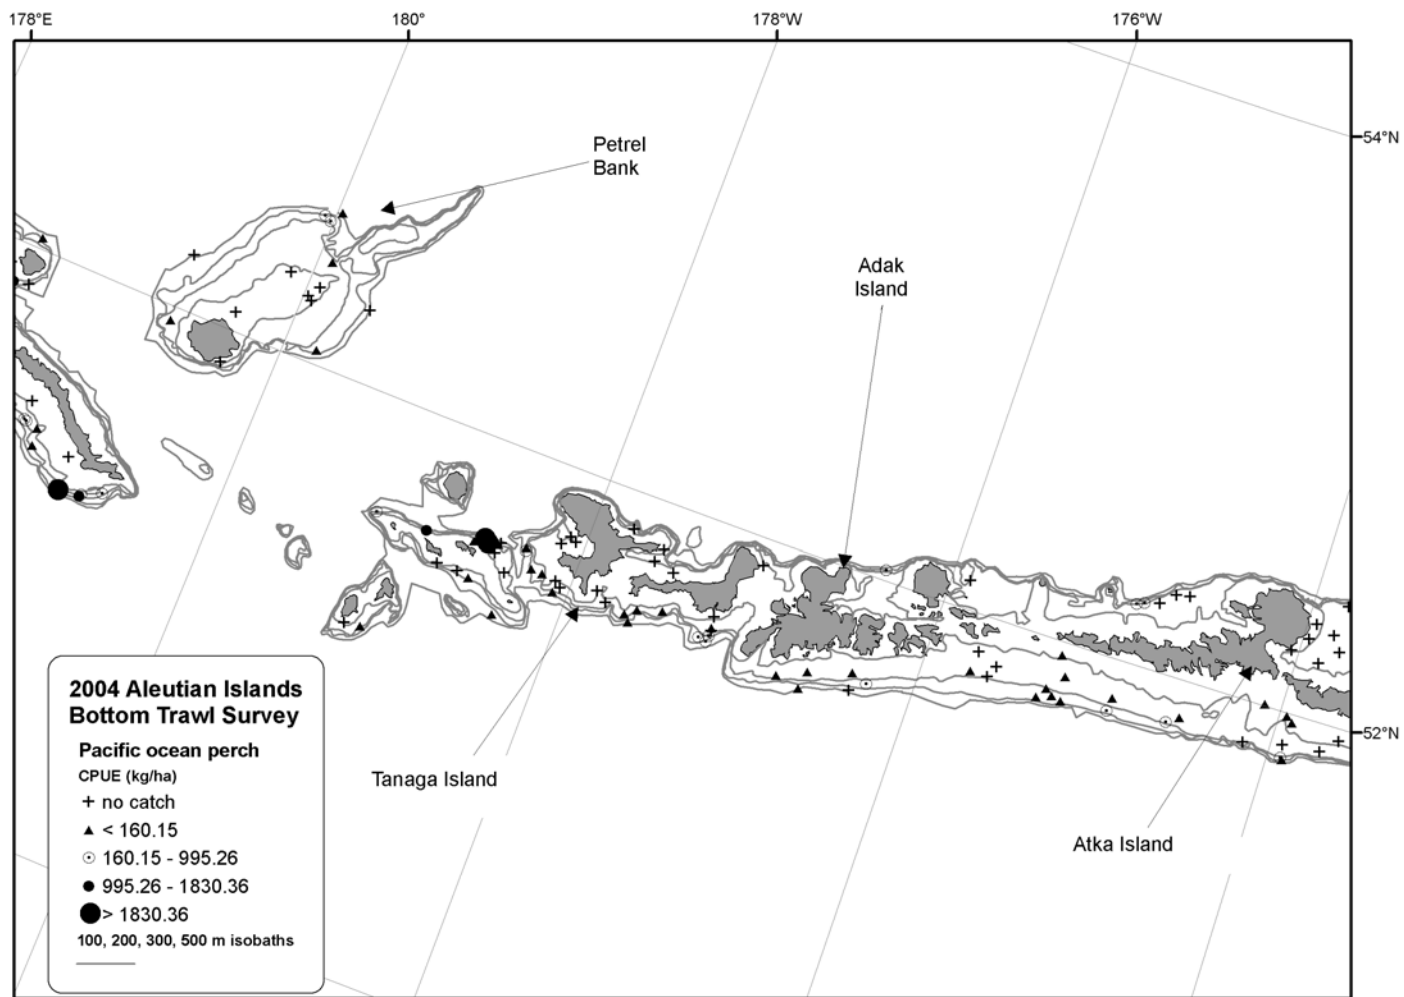 178°E
180°
178°W
176°W
54°N
Petrel
Bank
Adak
Island
2004 Aleutian Islands
Bottom Trawl Survey
Pacific ocean perch
CPUE (kg/ha)
no catch
< 160.15
160.15 - 995.26
995.26 - 1830.36
> 1830.36
100, 200, 300, 500 m isobaths
Tanaga Island
52°N
Atka Island